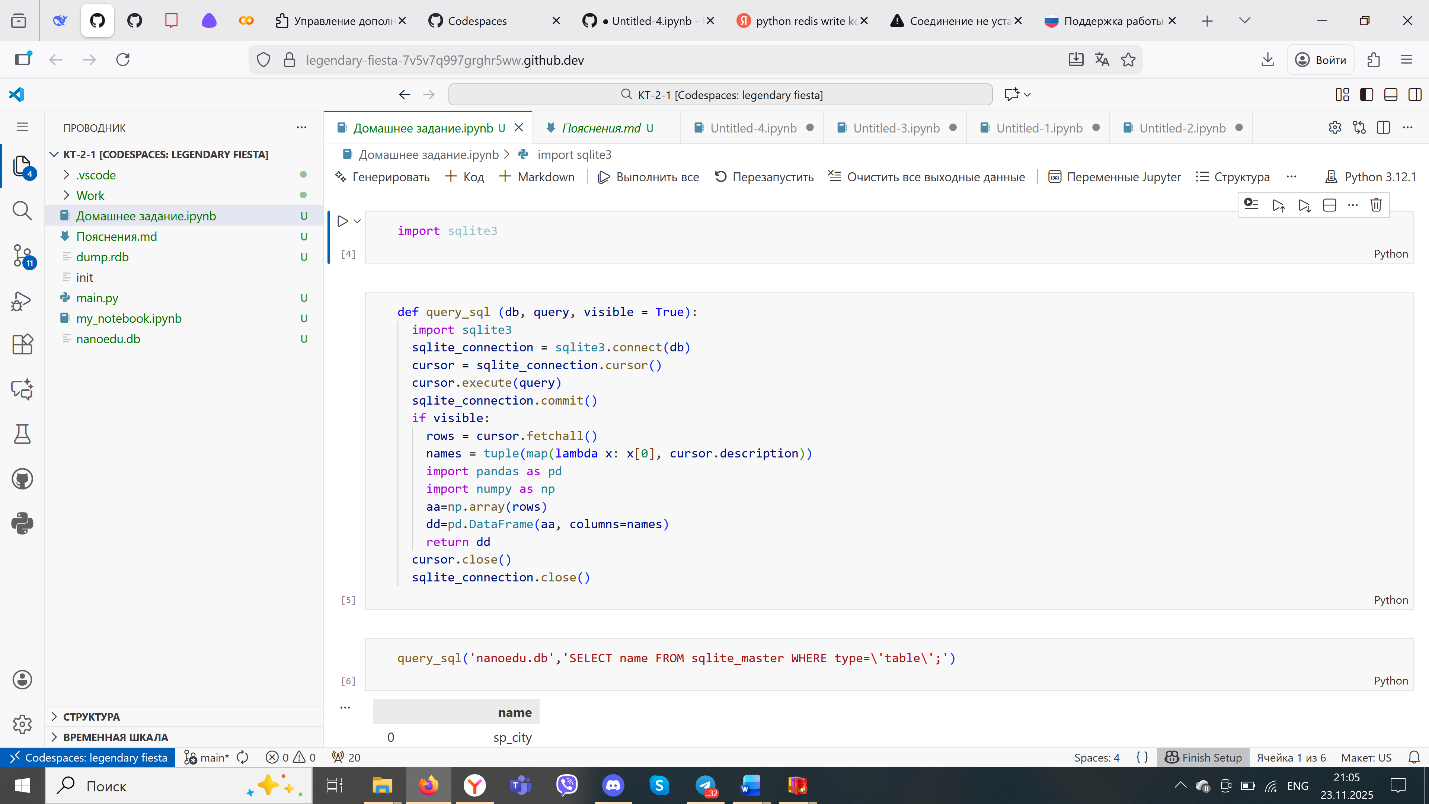 Управление допол
Codespaces
● Untitled-4.ipynb -
python redis write k
Соединение не уста
Поддержка работы
legendary-fiesta-7v5v7q997grghr5ww.github.dev
Войти
КТ-2-1 [Codespaces: legendary fiesta]
ПРОВОДНИК
Домашнее задание.ipynb U
Пояснения.md U
Untitled-4.ipynb
Untitled-3.ipynb
Untitled-1.ipynb
Untitled-2.ipynb
КТ-2-1 [CODESPACES: LEGENDARY FIESTA]
Домашнее задание.ipynb > import sqlite3
.vscode
Генерировать + Код + Markdown Выполнить все Перезапустить Очистить все выходные данные Переменные Jupyter Структура ... Python 3.12.1
Work
Домашнее задание.ipynb U
Пояснения.md U
dump.rdb U
init
main.py U
my_notebook.ipynb U
nanoedu.db U
4
11
import sqlite3
[4]
Python
def query_sql (db, query, visible = True):
import sqlite3
sqlite_connection = sqlite3.connect(db)
cursor = sqlite_connection.cursor()
cursor.execute(query)
sqlite_connection.commit()
if visible:
rows = cursor.fetchall()
names = tuple(map(lambda x: x[0], cursor.description))
import pandas as pd
import numpy as np
aa=np.array(rows)
dd=pd.DataFrame(aa, columns=names)
return dd
cursor.close()
sqlite_connection.close()
[5]
Python
query_sql('nanoedu.db','SELECT name FROM sqlite_master WHERE type=\'table\';')
[6]
Python
name
0 sp_city
СТРУКТУРА
ВРЕМЕННАЯ ШКАЛА
Codespaces: legendary fiesta main* 0 0 20 Spaces: 4 {} Finish Setup Ячейка 1 из 6 Макет: US
Поиск
32
ENG
21:05
23.11.2025